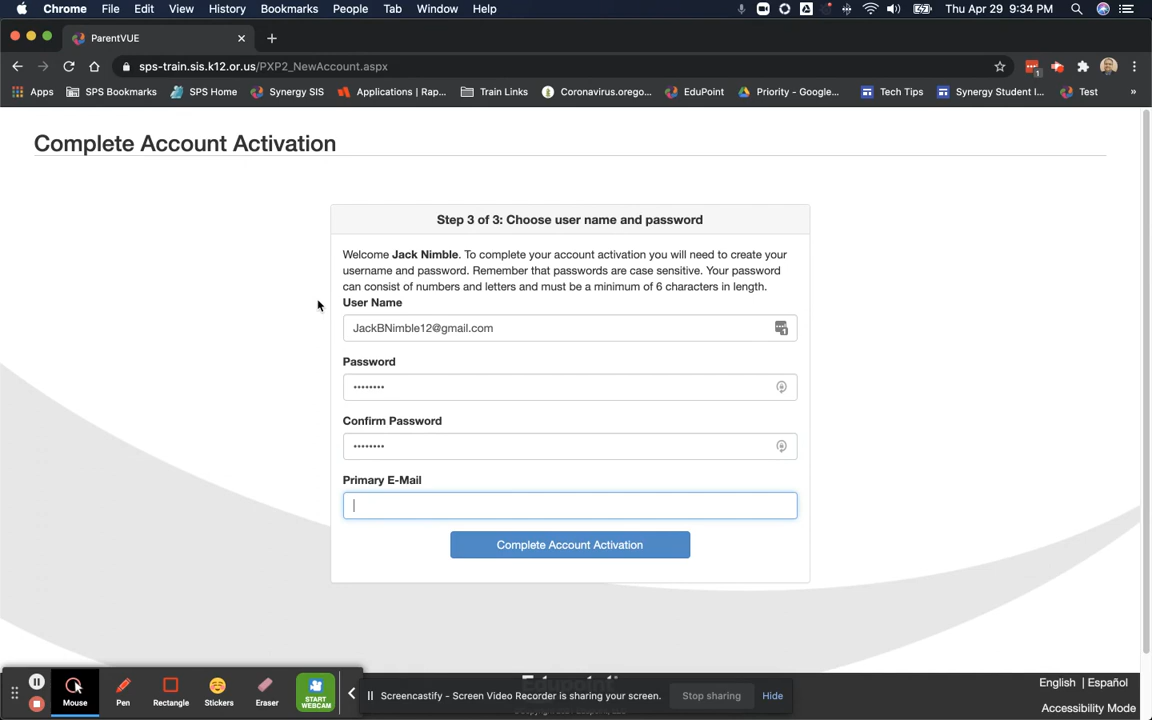 Chrome File Edit View History Bookmarks People Tab Window Help Thu Apr 29 9:34 PM
ParentVUE
sps-train.sis.k12.or.us/PXP2_NewAccount.aspx
Apps SPS Bookmarks SPS Home Synergy SIS Applications | Rap... Train Links Coronavirus.orego... EduPoint Priority - Google... Tech Tips Synergy Student I... Test »
Complete Account Activation
Step 3 of 3: Choose user name and password
Welcome Jack Nimble. To complete your account activation you will need to create your
username and password. Remember that passwords are case sensitive. Your password
can consist of numbers and letters and must be a minimum of 6 characters in length.
User Name
JackBNimble12@gmail.com
Password
••••••••
Confirm Password
••••••••
Primary E-Mail
Complete Account Activation
English | Español
Accessibility Mode
Mouse Pen Rectangle Stickers Eraser START
WEBCAM
Screencastify - Screen Video Recorder is sharing your screen. Stop sharing Hide